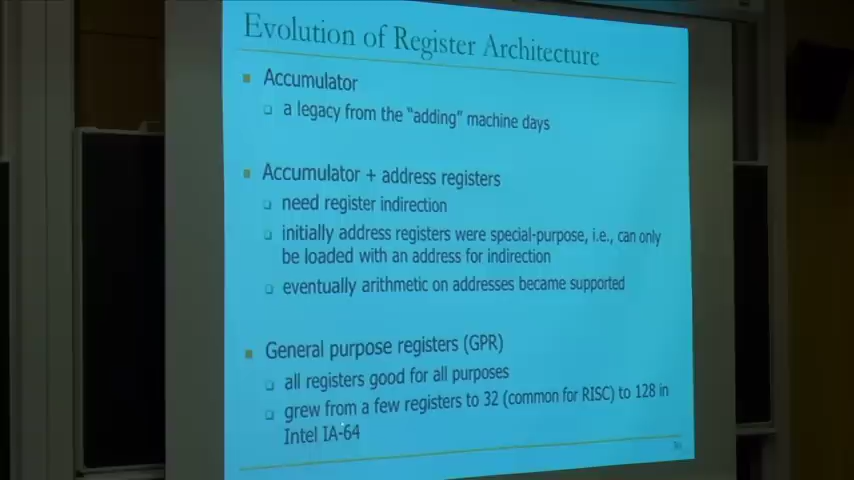 Evolution of Register Architecture
Accumulator
a legacy from the “adding” machine days
Accumulator + address registers
need register indirection
initially address registers were special-purpose, i.e., can only
be loaded with an address for indirection
eventually arithmetic on addresses became supported
General purpose registers (GPR)
all registers good for all purposes
grew from a few registers to 32 (common for RISC) to 128 in
Intel IA-64